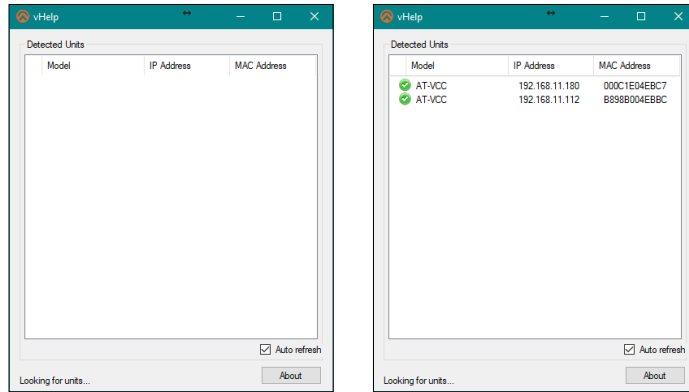 vHelp
Detected Units
Model IP Address MAC Address
Auto refresh
Looking for units...
About
vHelp
Detected Units
Model IP Address MAC Address
AT-VCC 192.168.11.180 000C1E04EBC7
AT-VCC 192.168.11.112 B898B004EBBC
Auto refresh
Looking for units...
About